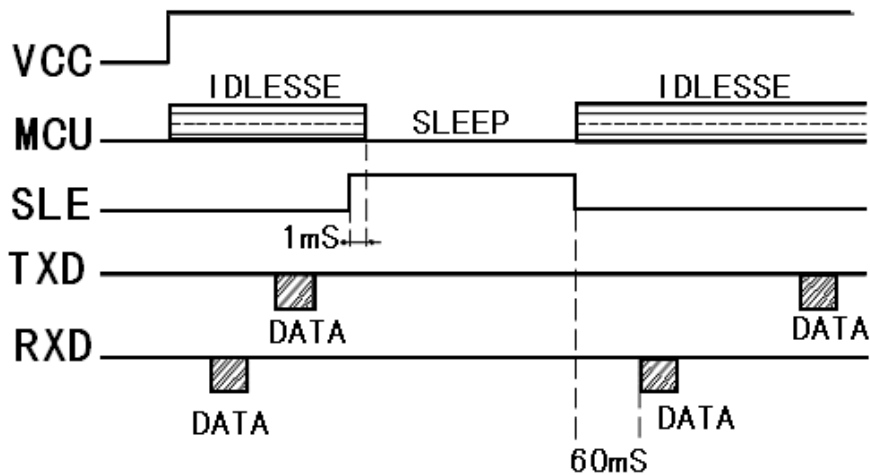 VCC
IDLESSE IDLESSE
MCU SLEEP
SLE
1mS
TXD
DATA DATA
RXD
DATA DATA
60mS